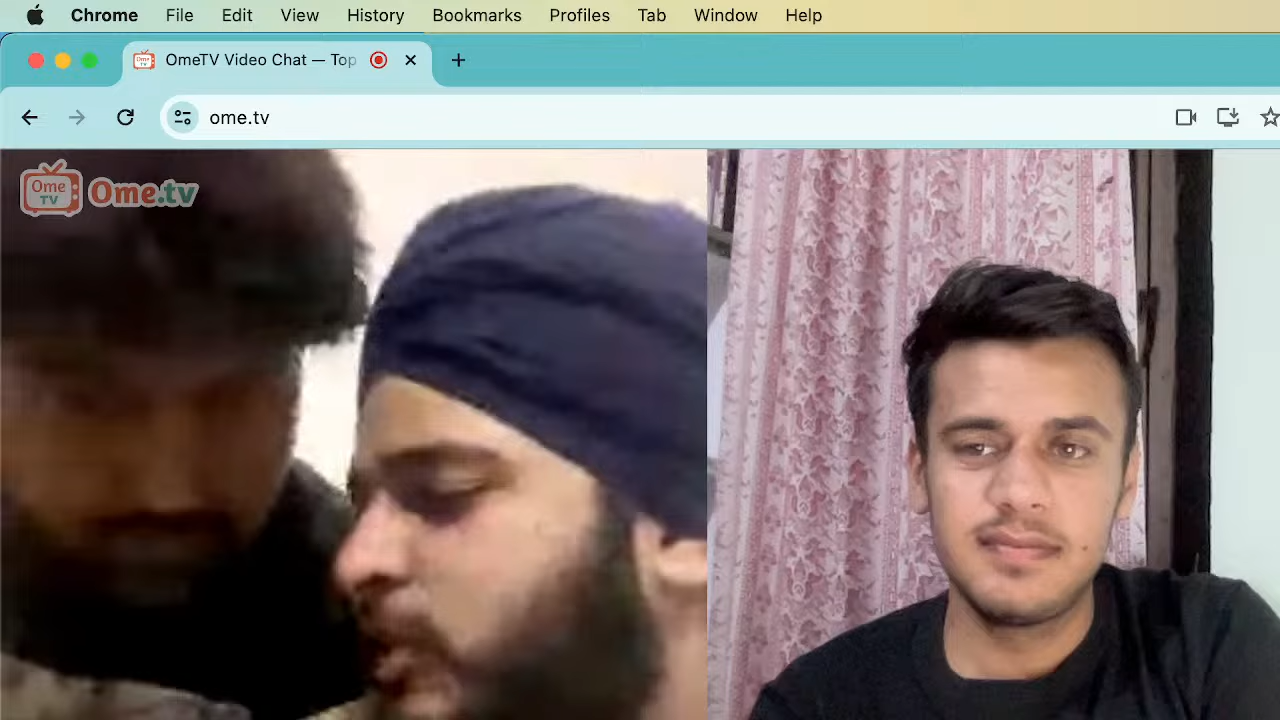 Chrome File Edit View History Bookmarks Profiles Tab Window Help
OmeTV Video Chat — Top
ome.tv
Ome TV Ome.tv